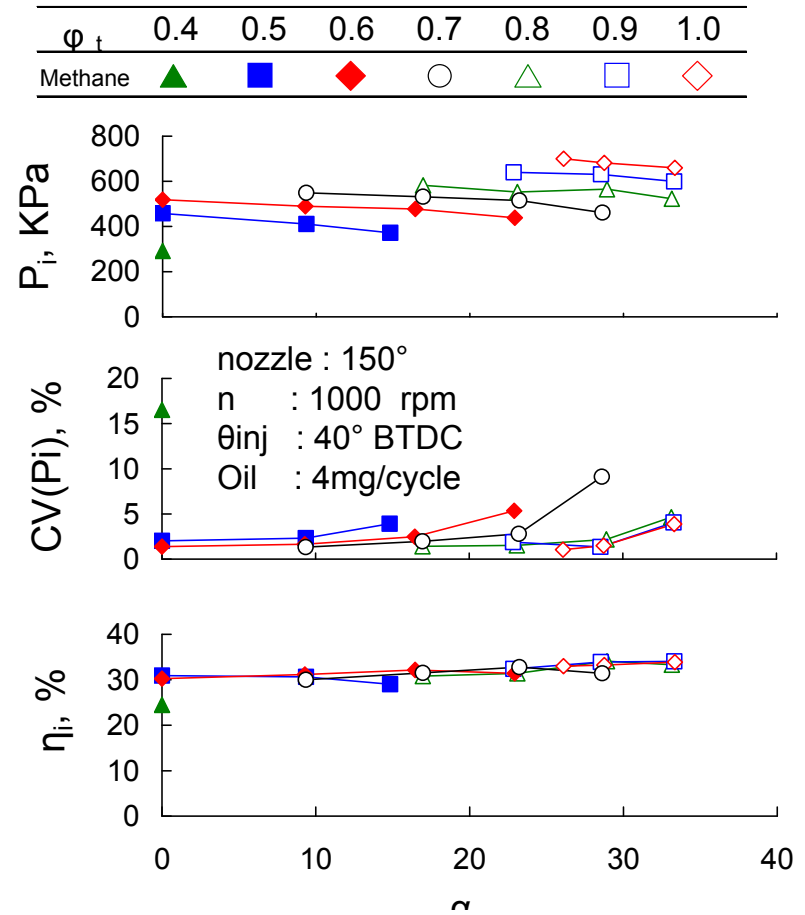 φ t 0.4 0.5 0.6 0.7 0.8 0.9 1.0
Methane
Pi, KPa
800
600
400
200
0
CV(Pi), %
20
15
10
5
0
nozzle : 150°
n : 1000 rpm
θinj : 40° BTDC
Oil : 4mg/cycle
ηi, %
40
30
20
10
0
0 10 20 30 40